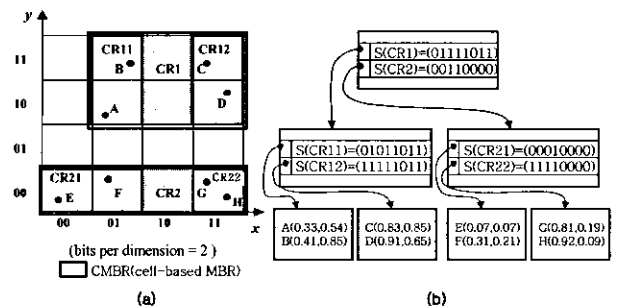 y
11
10
01
00
CR11
B
CR1
CR12
C
A
D
CR21
E
F
CR2
CR22
G
H
00
01
10
11
x
(bits per dimension = 2 )
CMBR(cell-based MBR)
(a)
S(CR1)=(01111011)
S(CR2)=(00110000)
S(CR11)=(01011011)
S(CR12)=(11111011)
S(CR21)=(00010000)
S(CR22)=(11110000)
A(0.33,0.54)
B(0.41,0.85)
C(0.83,0.85)
D(0.91,0.65)
E(0.07,0.07)
F(0.31,0.21)
G(0.81,0.19)
H(0.92,0.09)
(b)